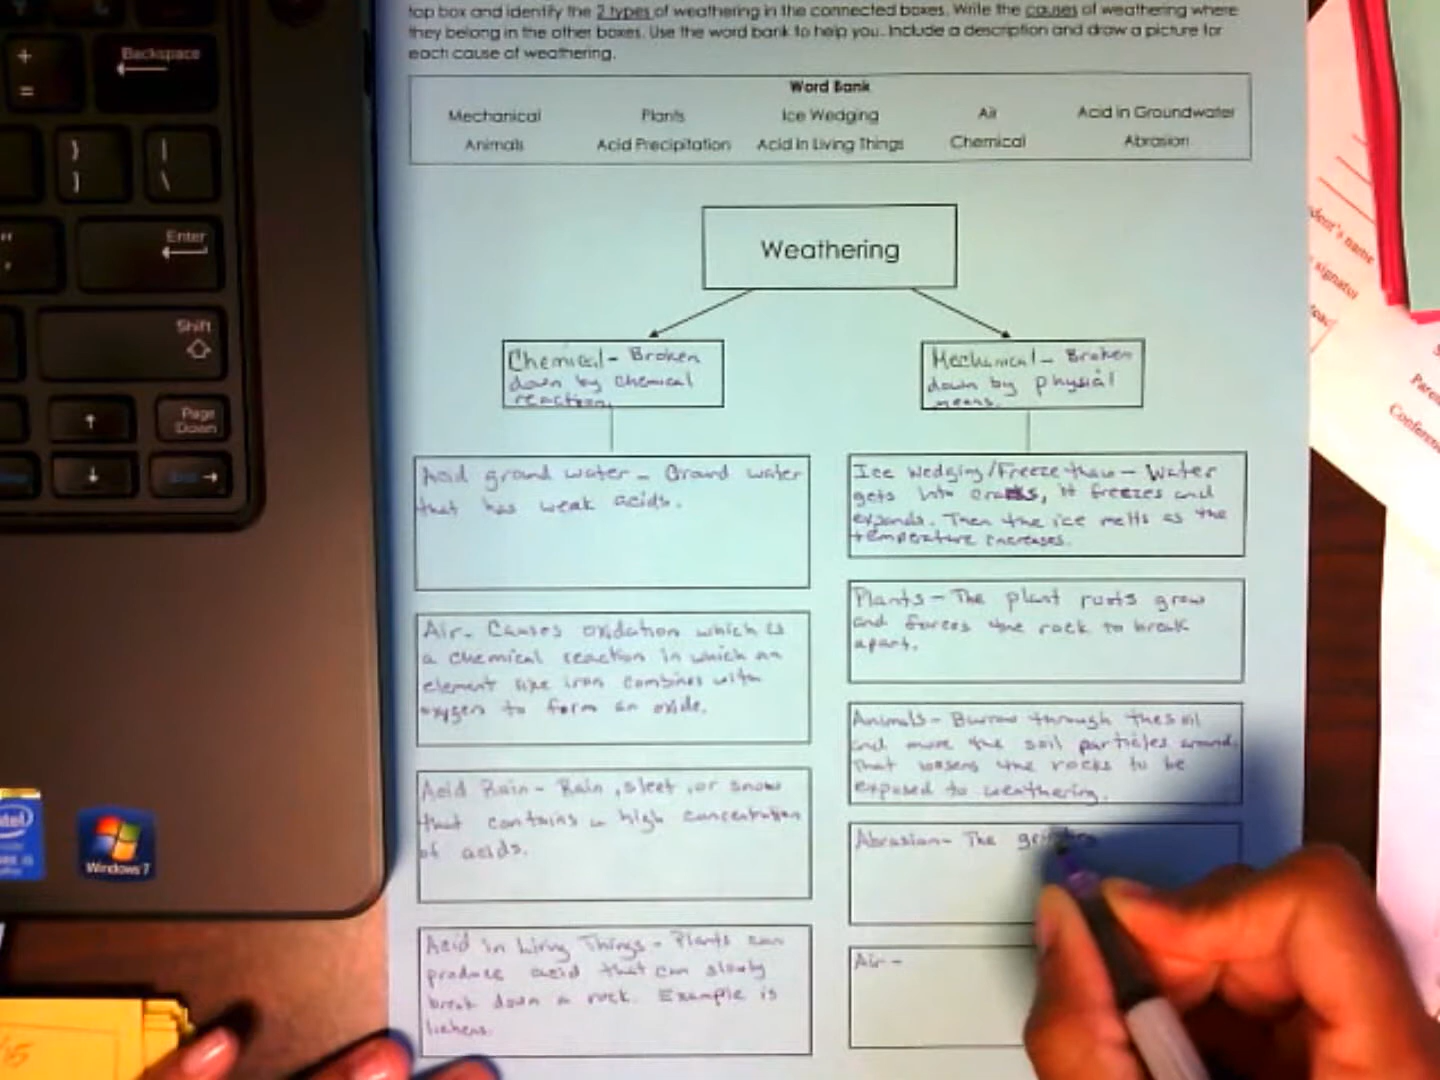 top box and identify the 2 types of weathering in the connected boxes. Write the causes of weathering where
they belong in the other boxes. Use the word bank to help you. Include a description and draw a picture for
each cause of weathering.
Word Bank
Mechanical Plants Ice Wedging Air Acid in Groundwater
Animals Acid Precipitation Acid in Living Things Chemical Abrasion
Weathering
Chemical- Broken
down by chemical
reaction.
Mechanical- Broken
down by physial
means.
Acid ground water- Ground water
that has weak acids.
Air- Causes oxidation which is
a chemical reaction in which an
element like iron combines with
oxygen to form an oxide.
Acid Rain- Rain, sleet, or snow
that contains a high concentration
of acids.
Acid in Living Things- Plants can
produce acid that can slowly
break down a rock. Example is
lichens.
Ice Wedging/Freeze thaw- Water
gets into cracks, it freezes and
expands. Then the ice melts as the
temperature increases.
Plants- The plant roots grow
and forces the rock to break
apart.
Animals- Burrow through the soil
and move the soil particles around.
That loosens the rocks to be
exposed to weathering.
Abrasion- The
Air-
+
=
Backspace
}
]
|
\
"
,
Enter
Shift
Page
Down
intel
Windows 7
dent's name
signatu
Conferenc